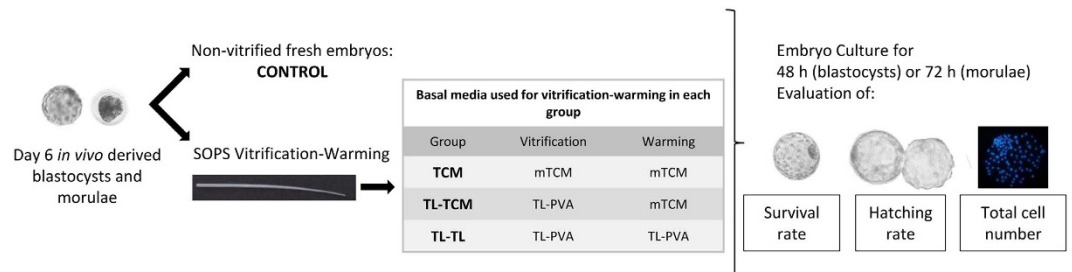 Non-vitrified fresh embryos:
CONTROL
Day 6 in vivo derived
blastocysts and
morulae
SOPS Vitrification-Warming
Basal media used for vitrification-warming in each
group
Group Vitrification Warming
TCM mTCM mTCM
TL-TCM TL-PVA mTCM
TL-TL TL-PVA TL-PVA
Embryo Culture for
48 h (blastocysts) or 72 h (morulae)
Evaluation of:
Survival
rate
Hatching
rate
Total cell
number